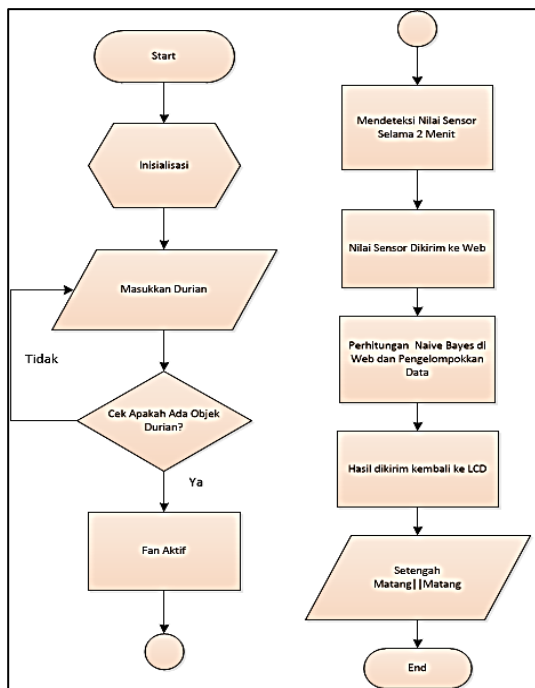 Start
Inisialisasi
Masukkan Durian
Tidak
Cek Apakah Ada Objek
Durian?
Ya
Fan Aktif
Mendeteksi Nilai Sensor
Selama 2 Menit
Nilai Sensor Dikirim ke Web
Perhitungan Naive Bayes di
Web dan Pengelompokkan
Data
Hasil dikirim kembali ke LCD
Setengah
Matang||Matang
End